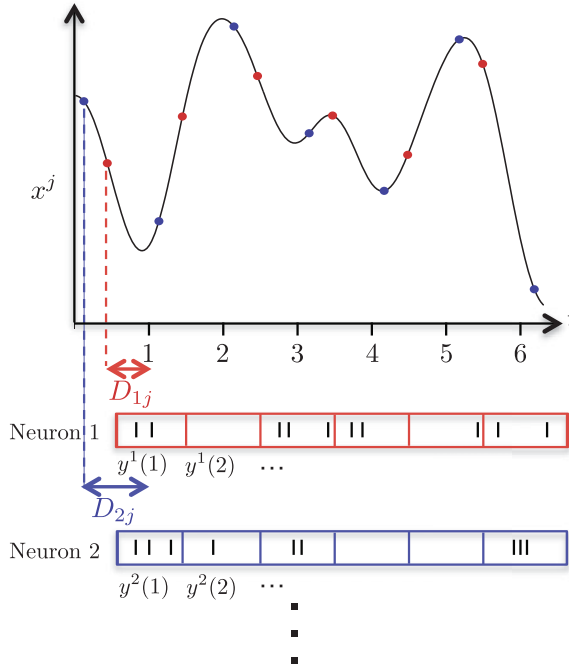 x^j
1 2 3 4 5 6
D_{1j}
Neuron 1
y^1(1) y^1(2) ...
D_{2j}
Neuron 2
y^2(1) y^2(2) ...